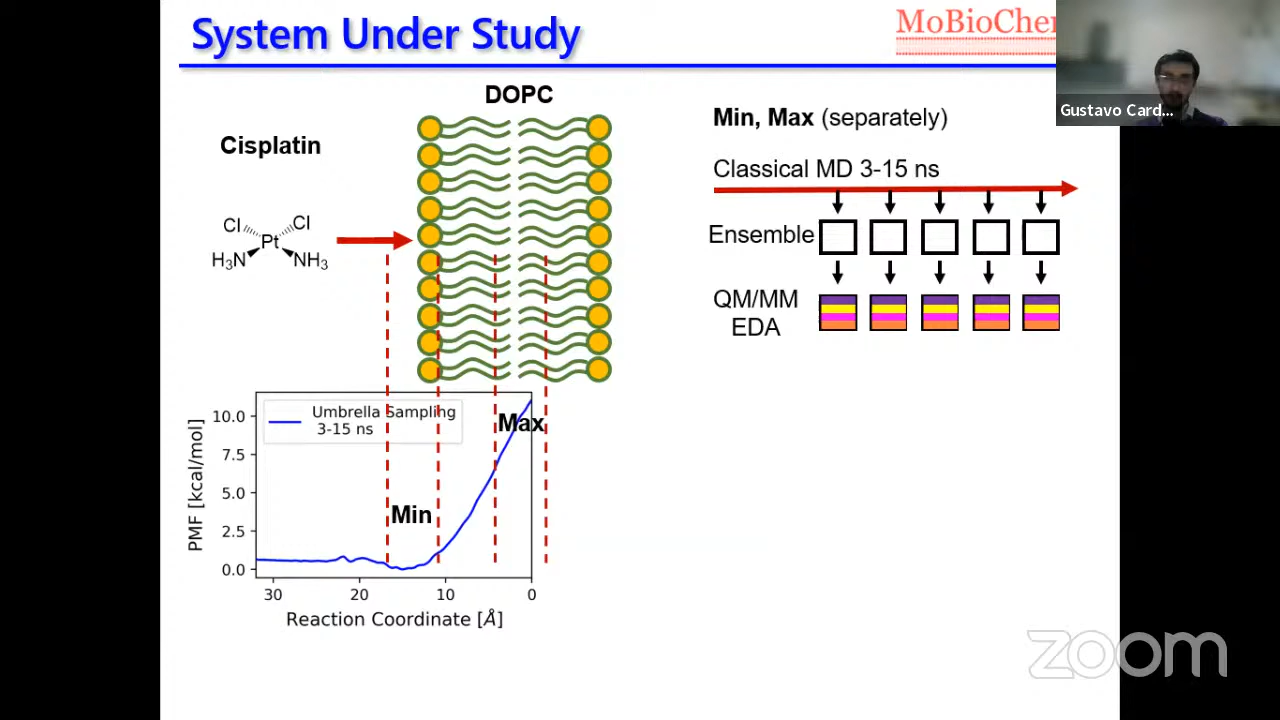 System Under Study
MoBioChe
Gustavo Card...
DOPC
Cisplatin
Cl
Cl
Pt
H₃N
NH₃
Min, Max (separately)
Classical MD 3-15 ns
Ensemble
QM/MM
EDA
Umbrella Sampling
3-15 ns
Max
Min
PMF [kcal/mol]
10.0
7.5
5.0
2.5
0.0
30
20
10
0
Reaction Coordinate [Å]
zoom